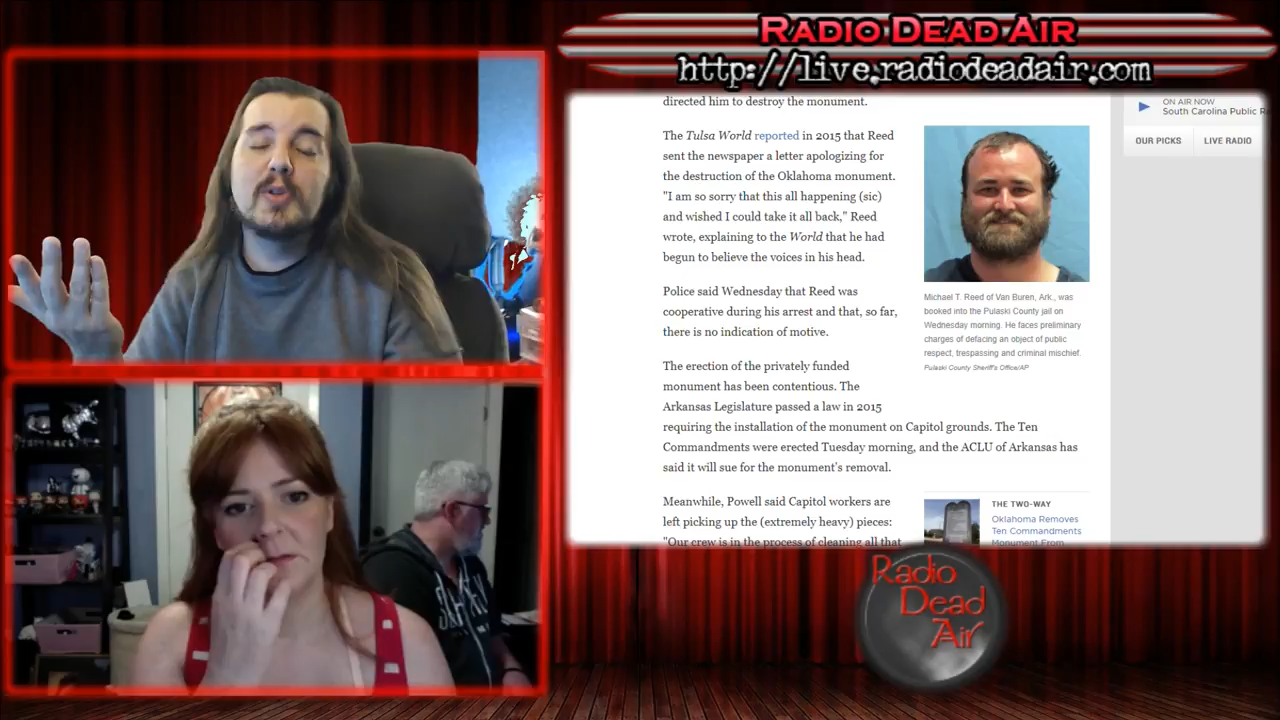 RADIO DEAD AIR
http://live.radiodeadair.com
directed him to destroy the monument.
The Tulsa World reported in 2015 that Reed
sent the newspaper a letter apologizing for
the destruction of the Oklahoma monument.
"I am so sorry that this all happening (sic)
and wished I could take it all back," Reed
wrote, explaining to the World that he had
begun to believe the voices in his head.
Police said Wednesday that Reed was
cooperative during his arrest and that, so far,
there is no indication of motive.
The erection of the privately funded
monument has been contentious. The
Arkansas Legislature passed a law in 2015
requiring the installation of the monument on Capitol grounds. The Ten
Commandments were erected Tuesday morning, and the ACLU of Arkansas has
said it will sue for the monument's removal.
Meanwhile, Powell said Capitol workers are
left picking up the (extremely heavy) pieces:
"Our crew is in the process of cleaning all that
Michael T. Reed of Van Buren, Ark., was
booked into the Pulaski County jail on
Wednesday morning. He faces preliminary
charges of defacing an object of public
respect, trespassing and criminal mischief.
Pulaski County Sheriff's Office/AP
THE TWO-WAY
Oklahoma Removes
Ten Commandments
Monument From
ON AIR NOW
South Carolina Public Ra
OUR PICKS
LIVE RADIO
Radio
Dead
Air